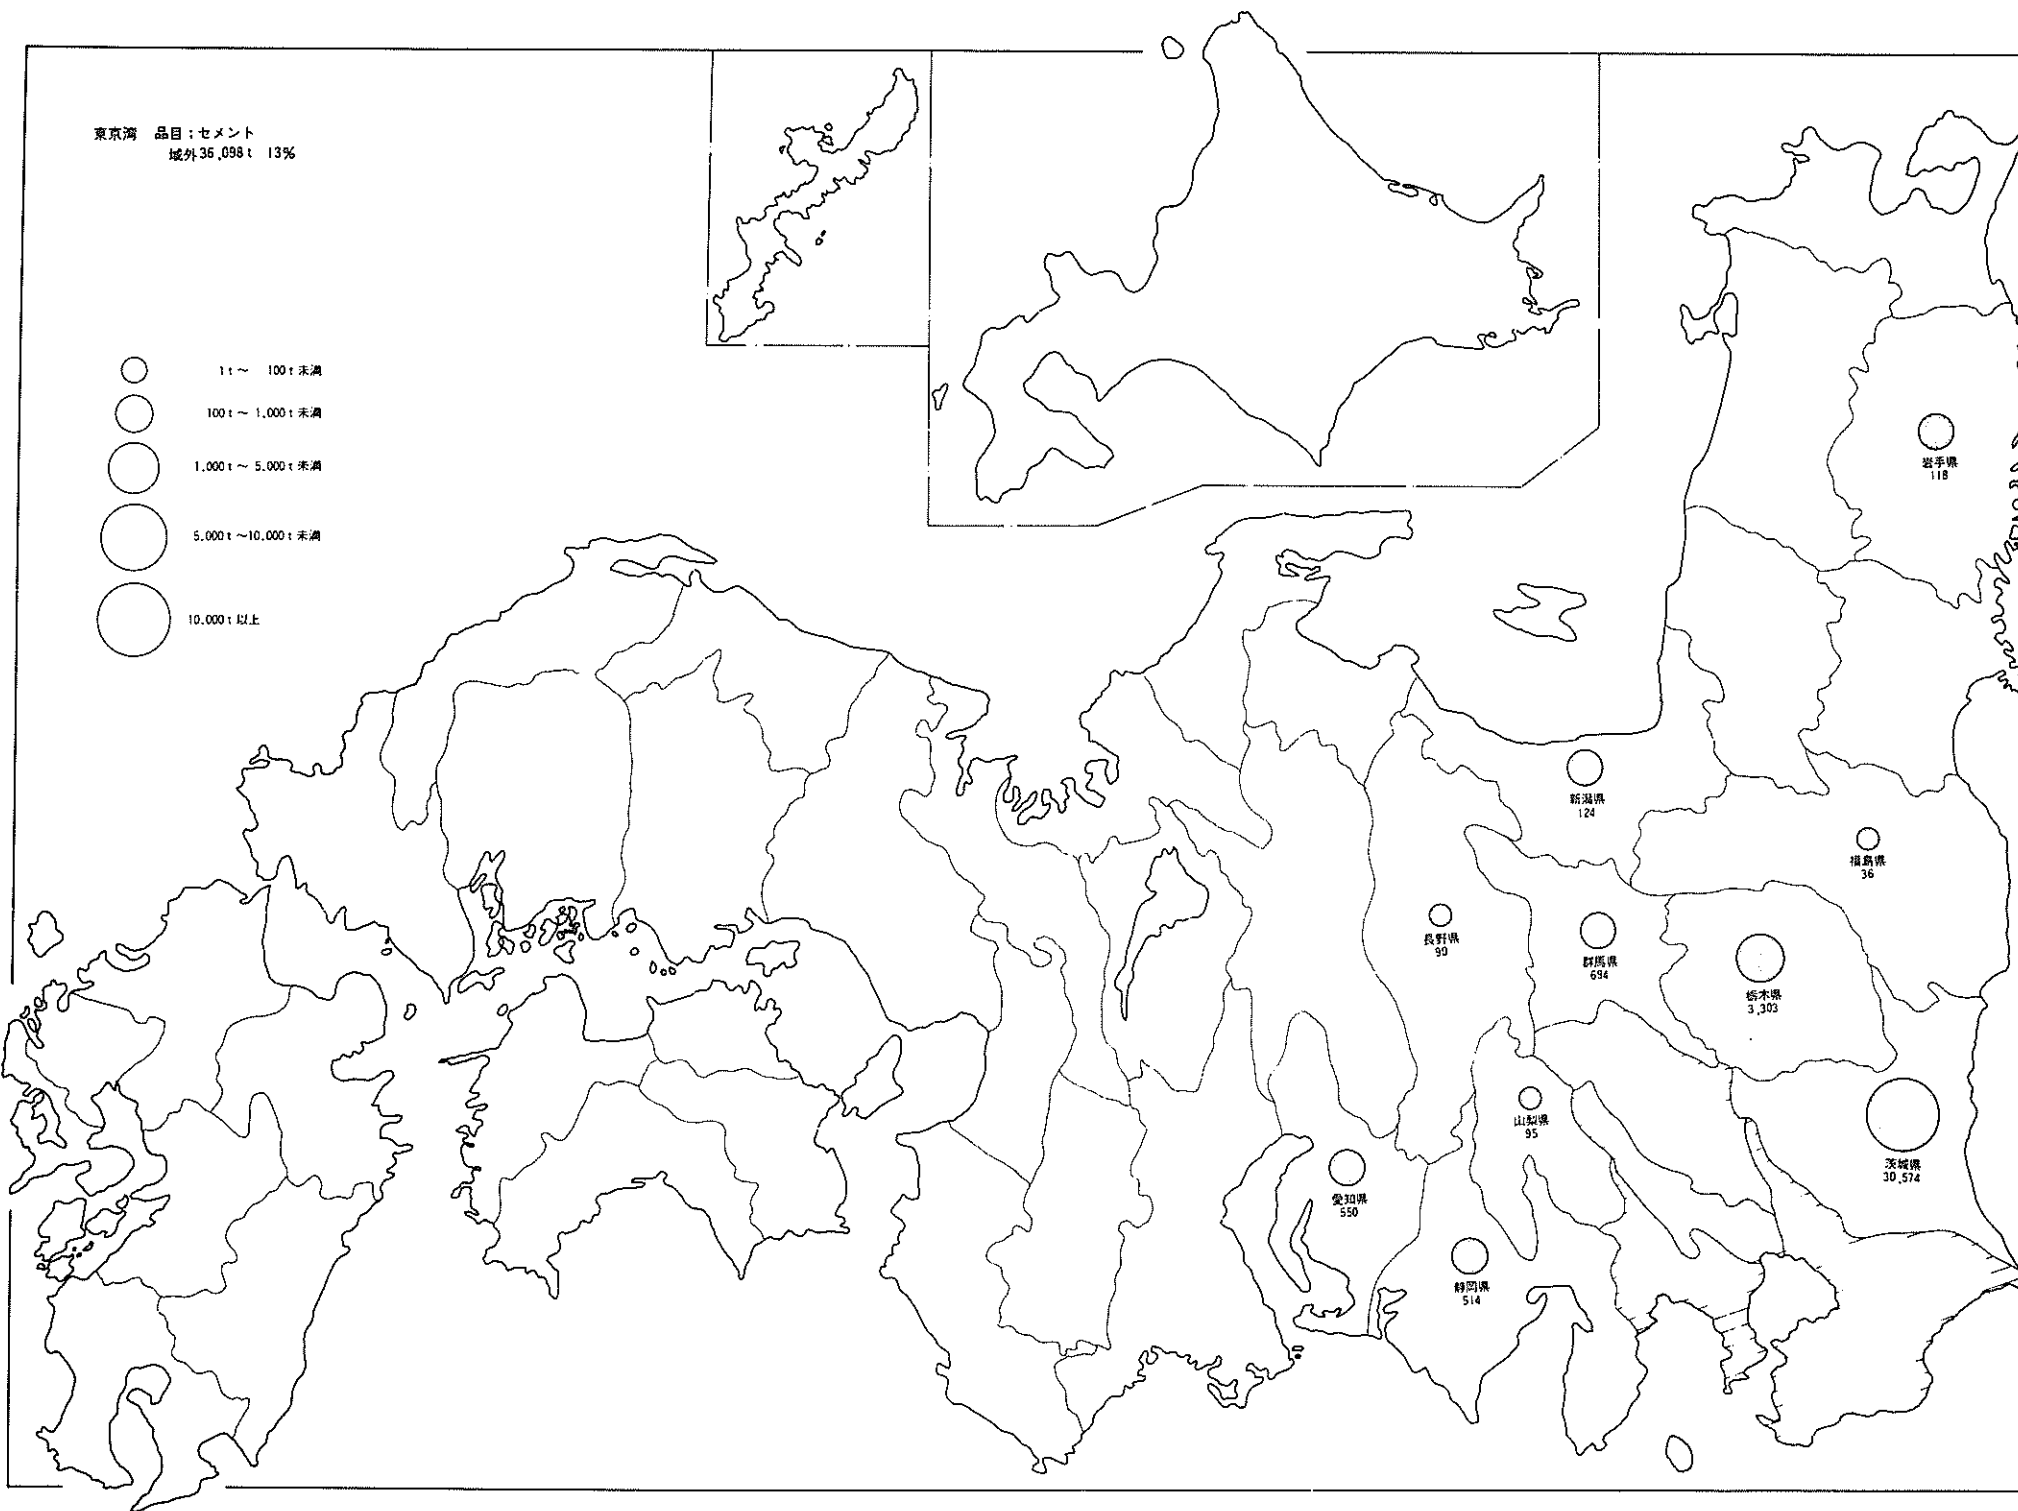 東京湾 品目：セメント
域外36,098t 13%
1t～ 100t未満
100t～ 1,000t未満
1,000t～ 5,000t未満
5,000t～10,000t未満
10,000t以上
岩手県
118
新潟県
124
福島県
36
長野県
90
群馬県
694
栃木県
3,303
山梨県
95
茨城県
30,574
愛知県
550
静岡県
514